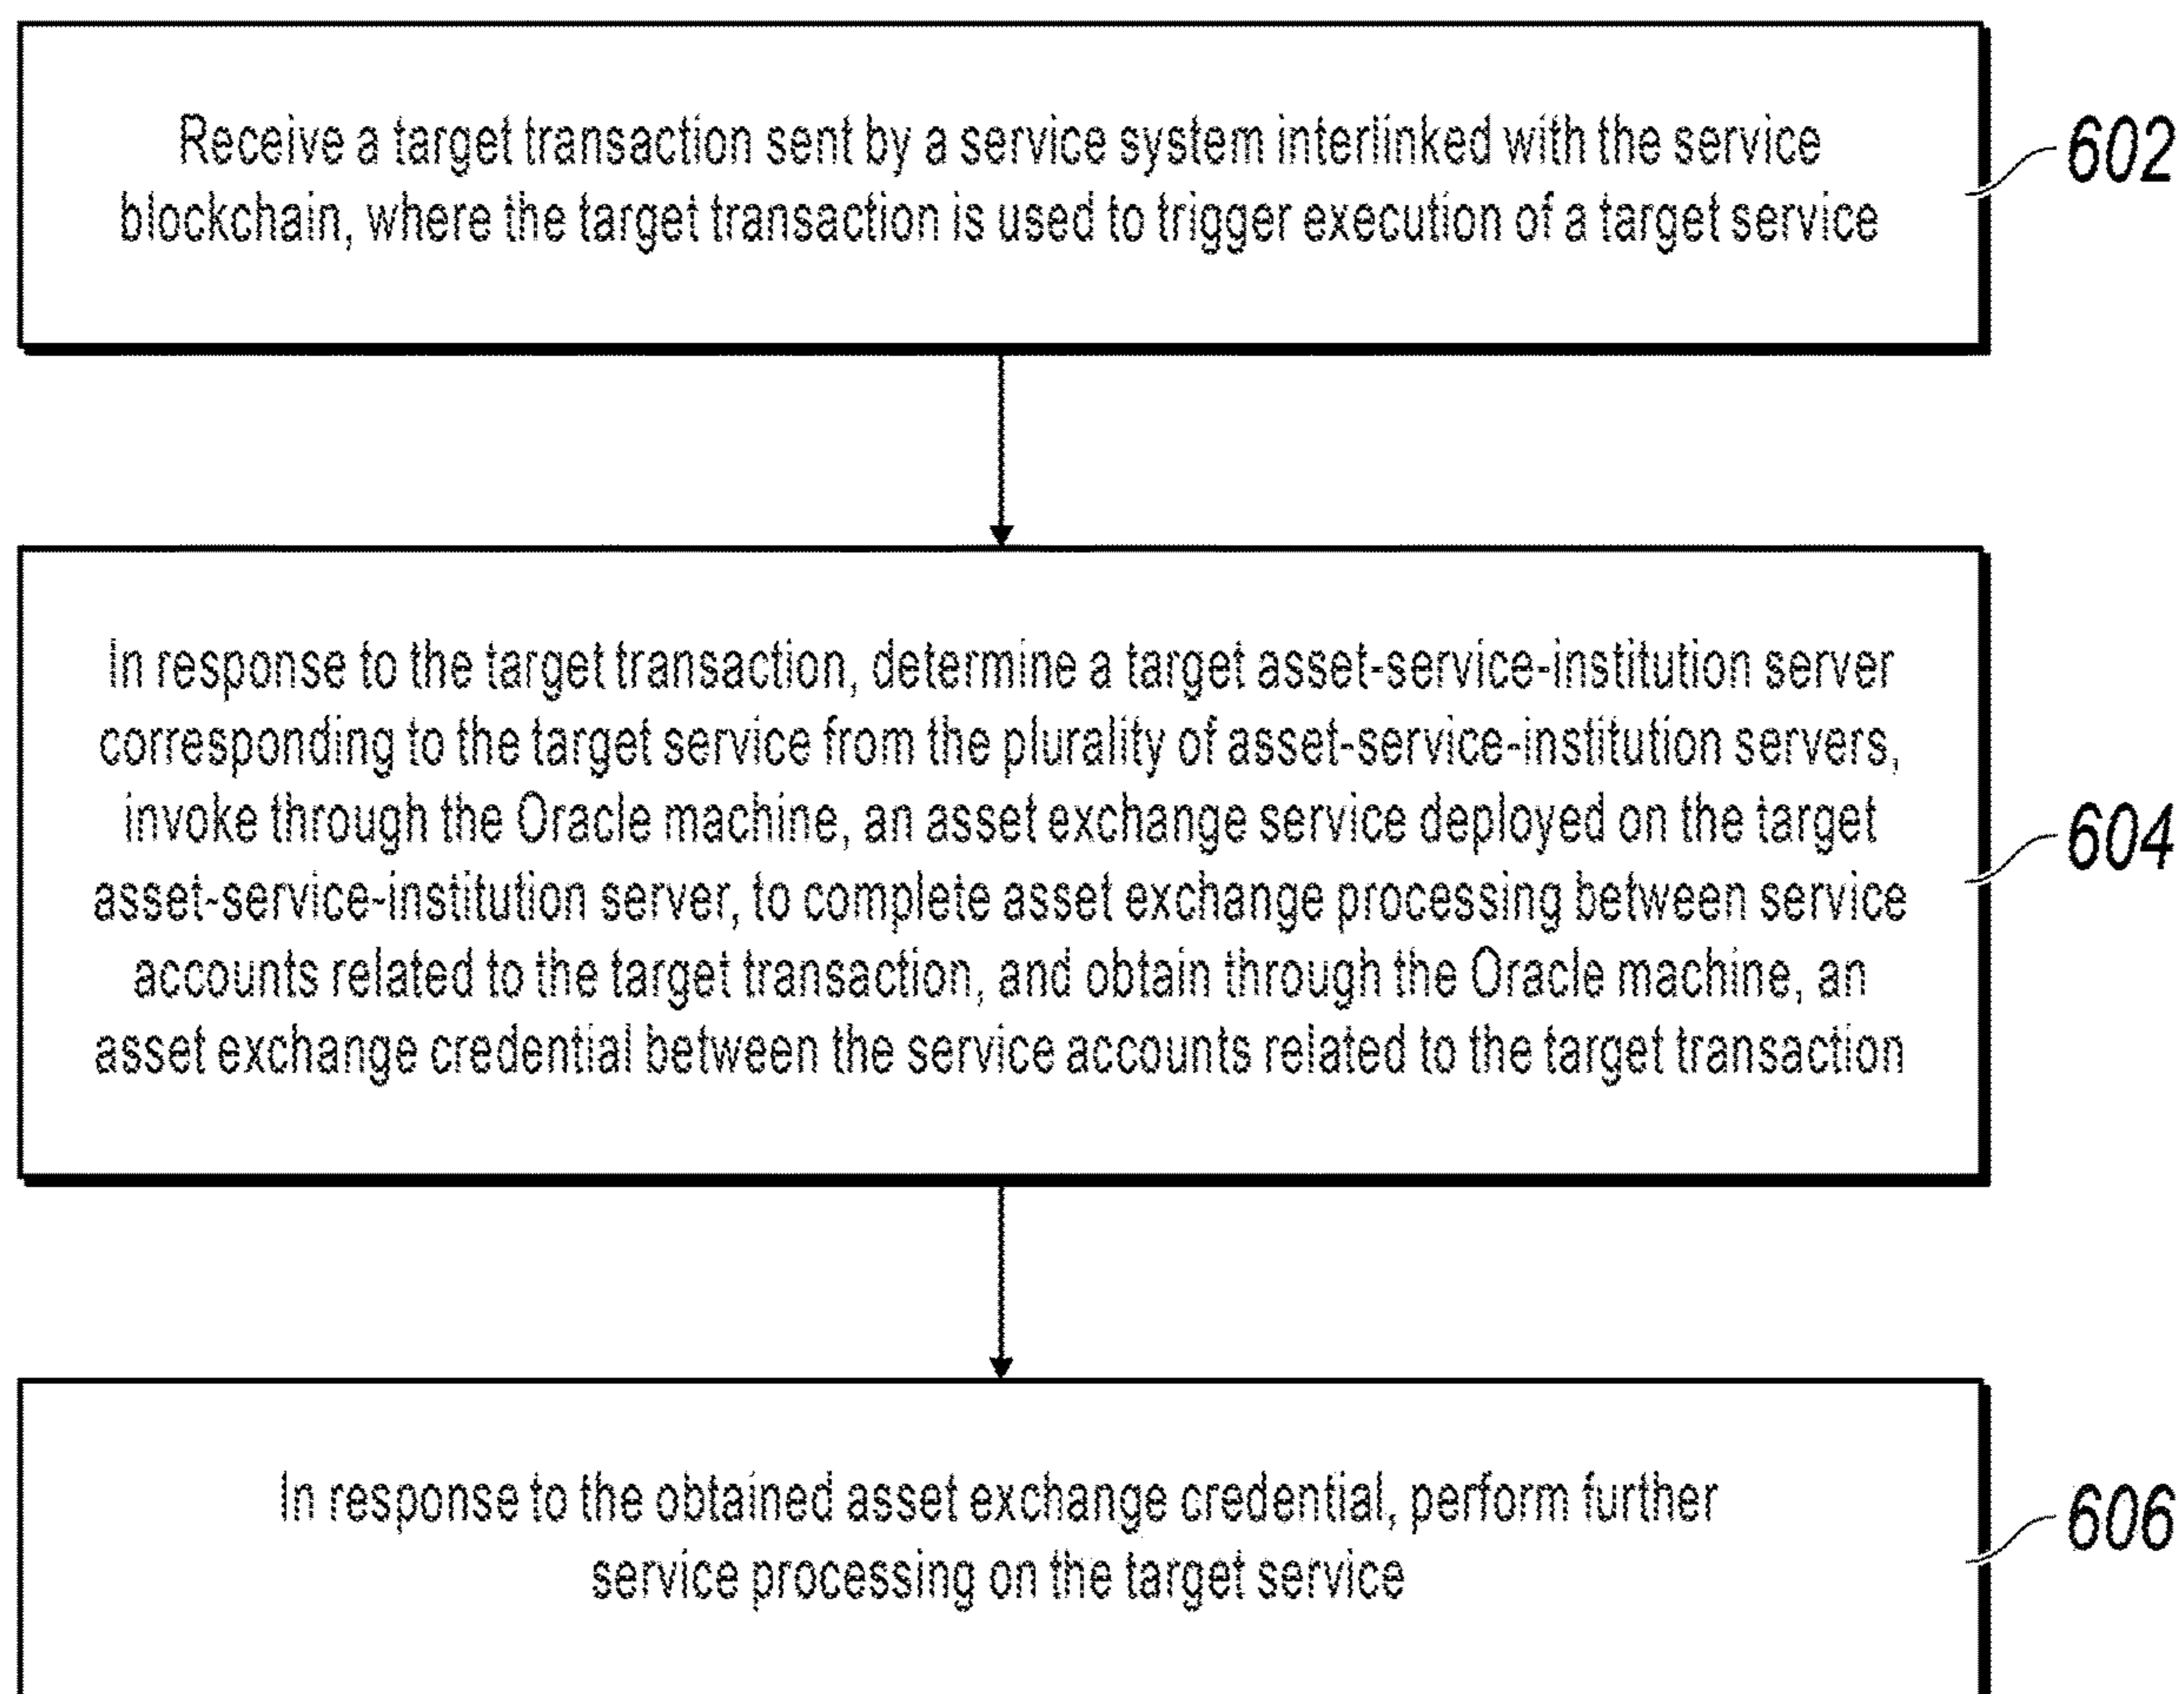 Receive a target transaction sent by a service system interlinked with the service
blockchain, where the target transaction is used to trigger execution of a target service
602
In response to the target transaction, determine a target asset-service-institution server
corresponding to the target service from the plurality of asset-service-institution servers,
invoke through the Oracle machine, an asset exchange service deployed on the target
asset-service-institution server, to complete asset exchange processing between service
accounts related to the target transaction, and obtain through the Oracle machine, an
asset exchange credential between the service accounts related to the target transaction
604
In response to the obtained asset exchange credential, perform further
service processing on the target service
606